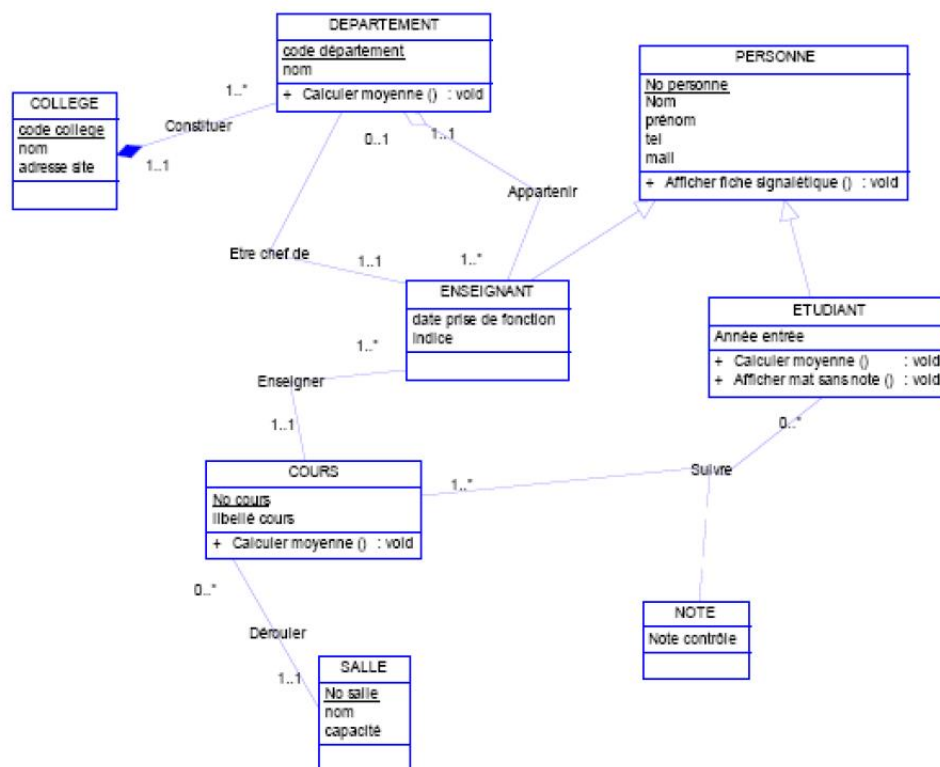 DEPARTEMENT
code département
nom
+ Calculer moyenne () : void
PERSONNE
No personne
Nom
prénom
tel
mail
+ Afficher fiche signalétique () : void
COLLEGE
code college
nom
adresse site
1..*
Constituer
1..1
0..1
1..1
Appartenir
Etre chef de
1..1
1..*
ENSEIGNANT
date prise de fonction
Indice
ETUDIANT
Année entrée
+ Calculer moyenne () : void
+ Afficher mat sans note () : void
1..*
Enseigner
1..1
0..*
COURS
No cours
libellé cours
+ Calculer moyenne () : void
1..*
Suivre
0..*
Dérouler
1..1
NOTE
Note contrôle
SALLE
No salle
nom
capacité